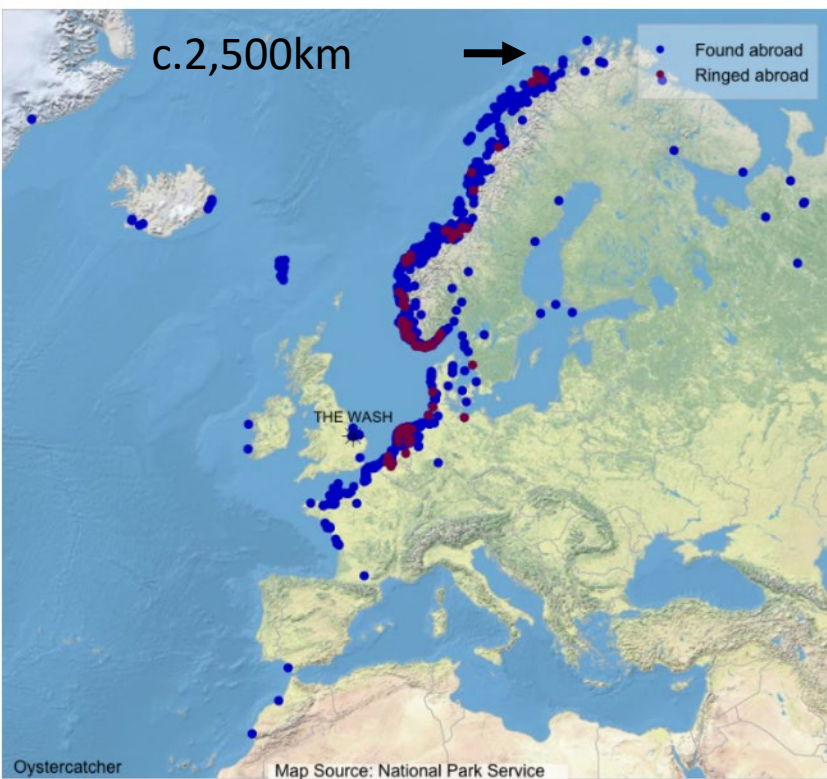 c.2,500km
Found abroad
Ringed abroad
THE WASH
Oystercatcher
Map Source: National Park Service